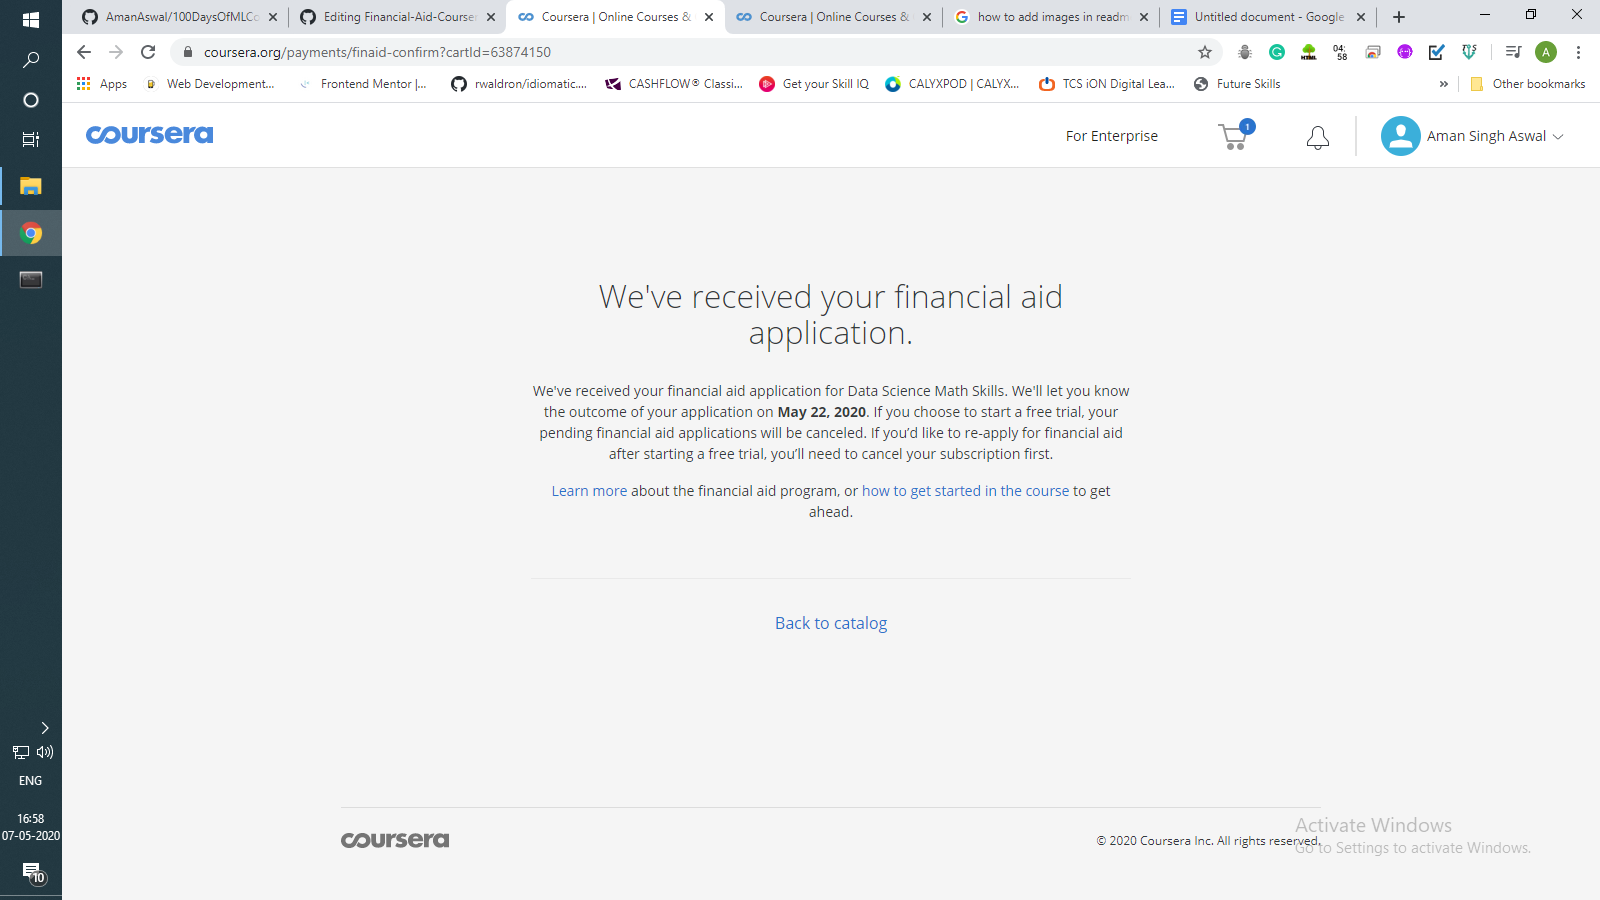 AmanAswal/100DaysOfMLCo
Editing Financial-Aid-Courser
Coursera | Online Courses &
Coursera | Online Courses &
how to add images in readm
Untitled document - Google
coursera.org/payments/finaid-confirm?cartId=63874150
04:
58
Apps
Web Development...
Frontend Mentor |...
rwaldron/idiomatic....
CASHFLOW® Classi...
Get your Skill IQ
CALYXPOD | CALYX...
TCS iON Digital Lea...
Future Skills
»
Other bookmarks
coursera
For Enterprise
1
Aman Singh Aswal
We've received your financial aid
application.
We've received your financial aid application for Data Science Math Skills. We'll let you know
the outcome of your application on May 22, 2020. If you choose to start a free trial, your
pending financial aid applications will be canceled. If you’d like to re-apply for financial aid
after starting a free trial, you’ll need to cancel your subscription first.
Learn more about the financial aid program, or how to get started in the course to get
ahead.
Back to catalog
coursera
© 2020 Coursera Inc. All rights reserved.
Activate Windows
Go to Settings to activate Windows.
ENG
16:58
07-05-2020
10